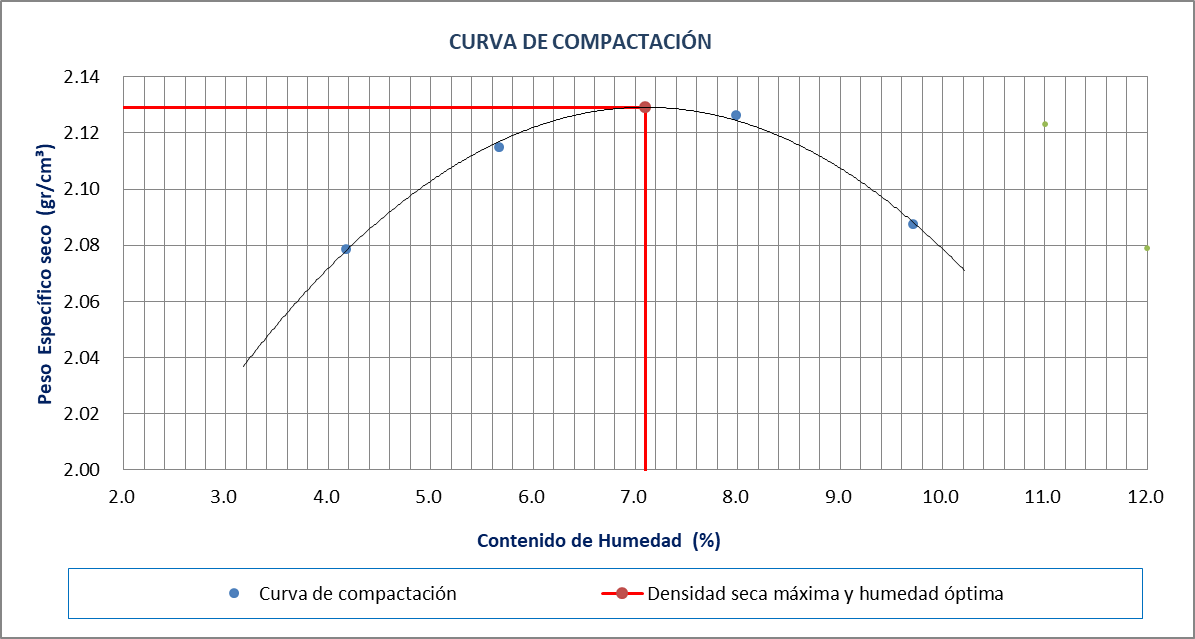 CURVA DE COMPACTACIÓN
2.14
2.12
2.10
2.08
2.06
2.04
2.02
2.00
Peso Específico seco (gr/cm³)
2.0 3.0 4.0 5.0 6.0 7.0 8.0 9.0 10.0 11.0 12.0
Contenido de Humedad (%)
Curva de compactación
Densidad seca máxima y humedad óptima